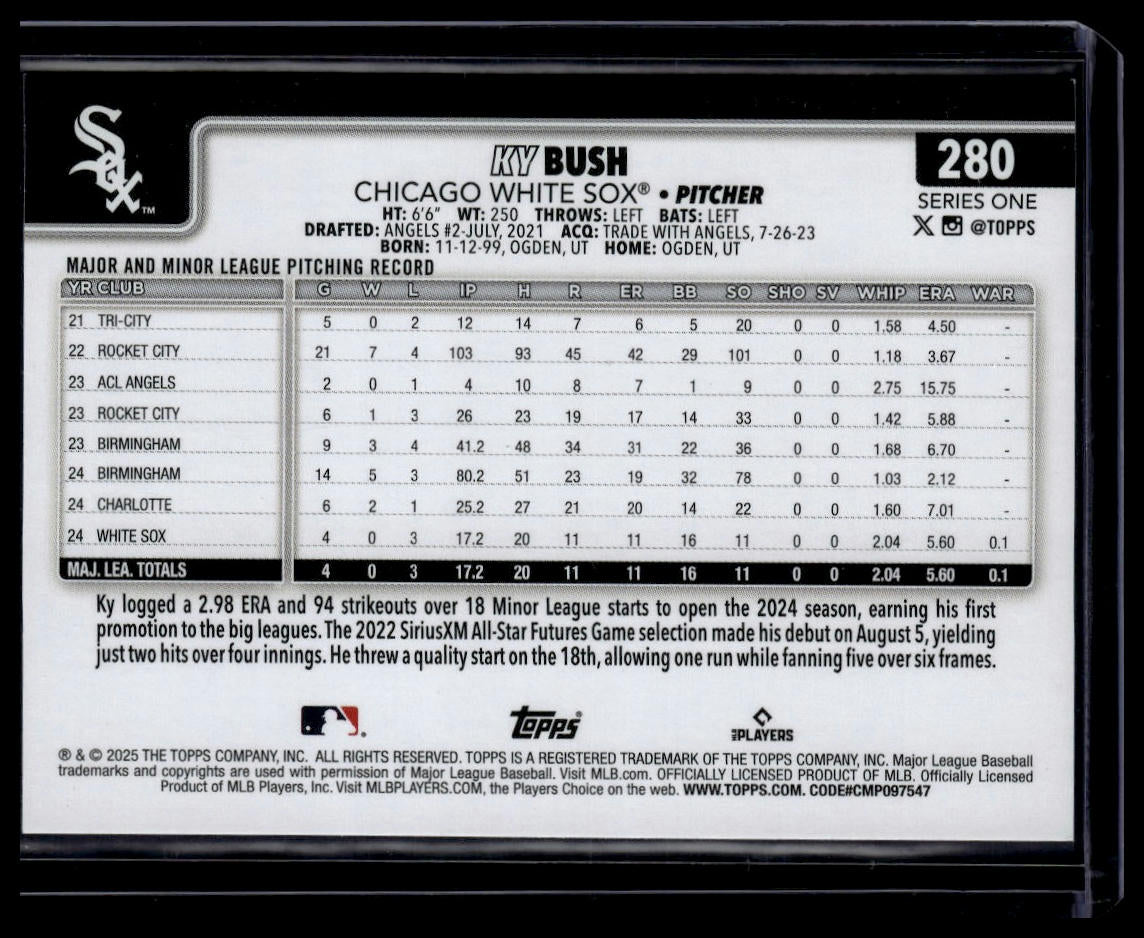 Sox™
KY BUSH
280
CHICAGO WHITE SOX® • PITCHER
SERIES ONE
HT: 6'6" WT: 250 THROWS: LEFT BATS: LEFT
@TOPPS
DRAFTED: ANGELS #2-JULY, 2021 ACQ: TRADE WITH ANGELS, 7-26-23
BORN: 11-12-99, OGDEN, UT HOME: OGDEN, UT
MAJOR AND MINOR LEAGUE PITCHING RECORD
YR CLUB G W L IP H R ER BB SO SHO SV WHIP ERA WAR
21 TRI-CITY 5 0 2 12 14 7 6 5 20 0 0 1.58 4.50 -
22 ROCKET CITY 21 7 4 103 93 45 42 29 101 0 0 1.18 3.67 -
23 ACL ANGELS 2 0 1 4 10 8 7 1 9 0 0 2.75 15.75 -
23 ROCKET CITY 6 1 3 26 23 19 17 14 33 0 0 1.42 5.88 -
23 BIRMINGHAM 9 3 4 41.2 48 34 31 22 36 0 0 1.68 6.70 -
24 BIRMINGHAM 14 5 3 80.2 51 23 19 32 78 0 0 1.03 2.12 -
24 CHARLOTTE 6 2 1 25.2 27 21 20 14 22 0 0 1.60 7.01 -
24 WHITE SOX 4 0 3 17.2 20 11 11 16 11 0 0 2.04 5.60 0.1
MAJ. LEA. TOTALS 4 0 3 17.2 20 11 11 16 11 0 0 2.04 5.60 0.1
Ky logged a 2.98 ERA and 94 strikeouts over 18 Minor League starts to open the 2024 season, earning his first
promotion to the big leagues. The 2022 SiriusXM All-Star Futures Game selection made his debut on August 5, yielding
just two hits over four innings. He threw a quality start on the 18th, allowing one run while fanning five over six frames.
Topps®
MLB PLAYERS
® & © 2025 THE TOPPS COMPANY, INC. ALL RIGHTS RESERVED. TOPPS IS A REGISTERED TRADEMARK OF THE TOPPS COMPANY, INC. Major League Baseball
trademarks and copyrights are used with permission of Major League Baseball. Visit MLB.com. OFFICIALLY LICENSED PRODUCT OF MLB. Officially Licensed
Product of MLB Players, Inc. Visit MLBPLAYERS.COM, the Players Choice on the web. WWW.TOPPS.COM. CODE#CMP097547